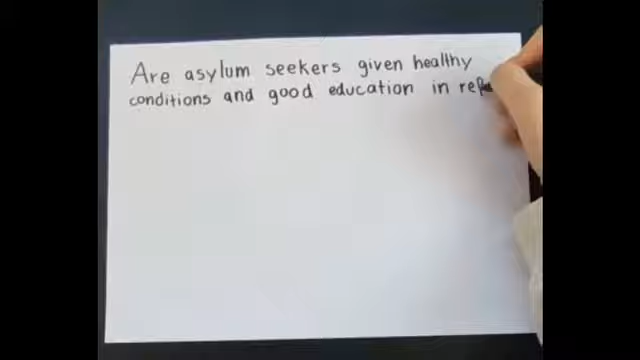 Are asylum seekers given healthy
conditions and good education in